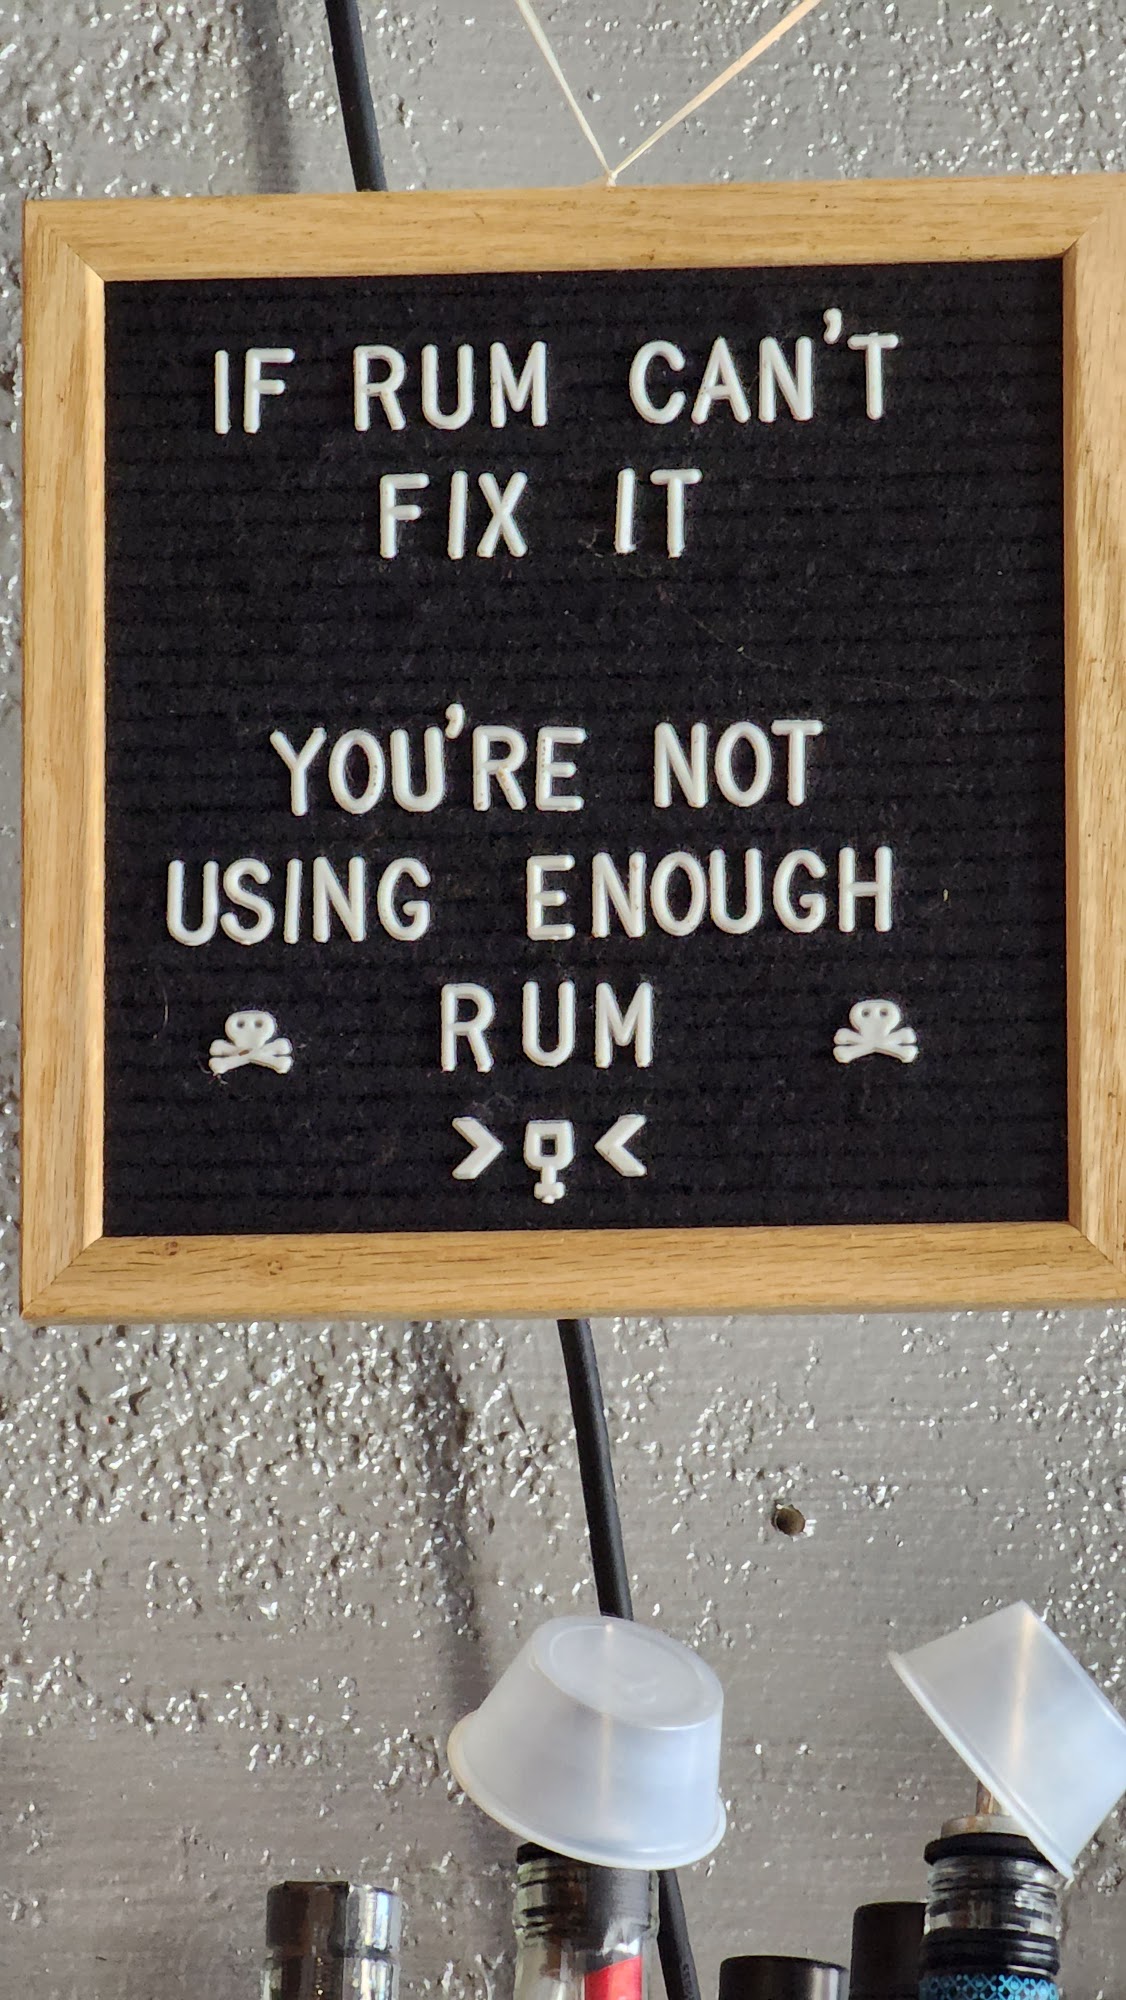 IF RUM CAN'T
FIX IT
YOU'RE NOT
USING ENOUGH
RUM